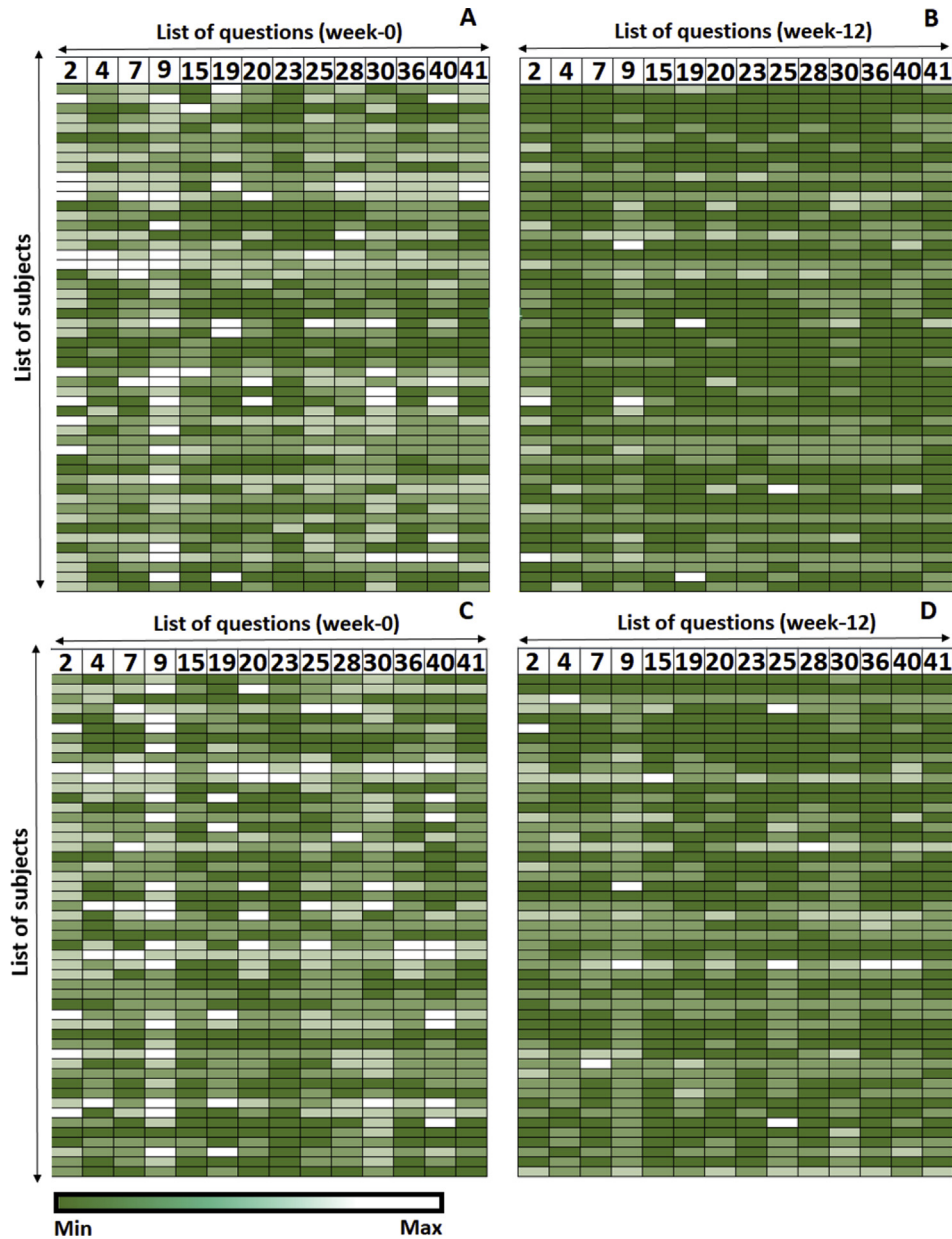 A
List of questions (week-0)
2 4 7 9 15 19 20 23 25 28 30 36 40 41
List of subjects
B
List of questions (week-12)
2 4 7 9 15 19 20 23 25 28 30 36 40 41
C
List of questions (week-0)
2 4 7 9 15 19 20 23 25 28 30 36 40 41
List of subjects
D
List of questions (week-12)
2 4 7 9 15 19 20 23 25 28 30 36 40 41
Min Max